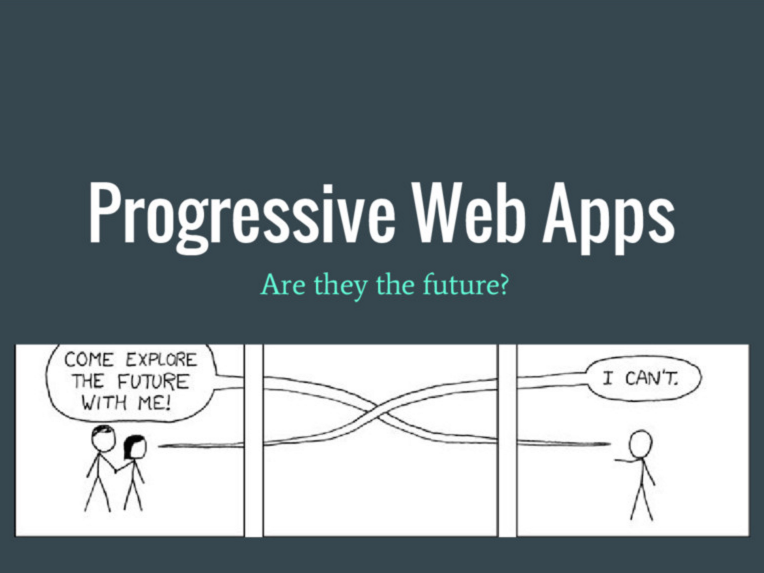 Progressive Web Apps
Are they the future?
COME EXPLORE
THE FUTURE
WITH ME!
I CAN'T.